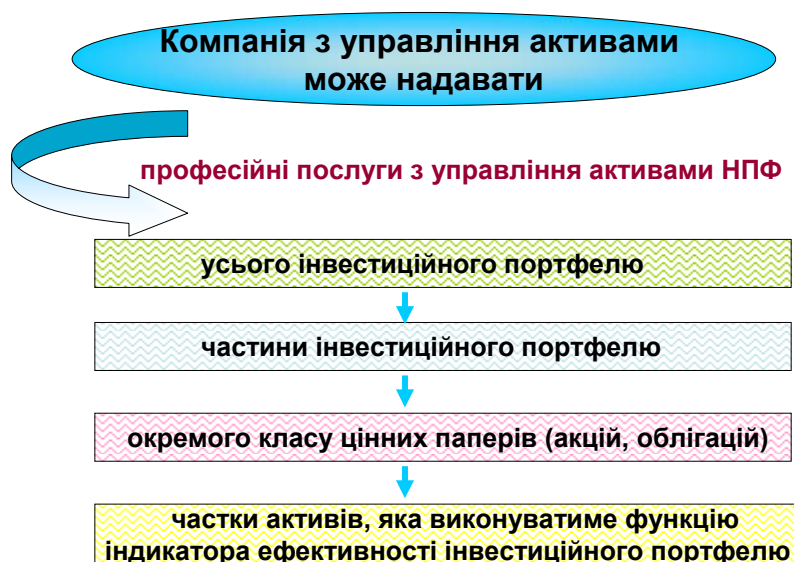 Компанія з управління активами
може надавати
професійні послуги з управління активами НПФ
усього інвестиційного портфелю
частини інвестиційного портфелю
окремого класу цінних паперів (акцій, облігацій)
частки активів, яка виконуватиме функцію
індикатора ефективності інвестиційного портфелю